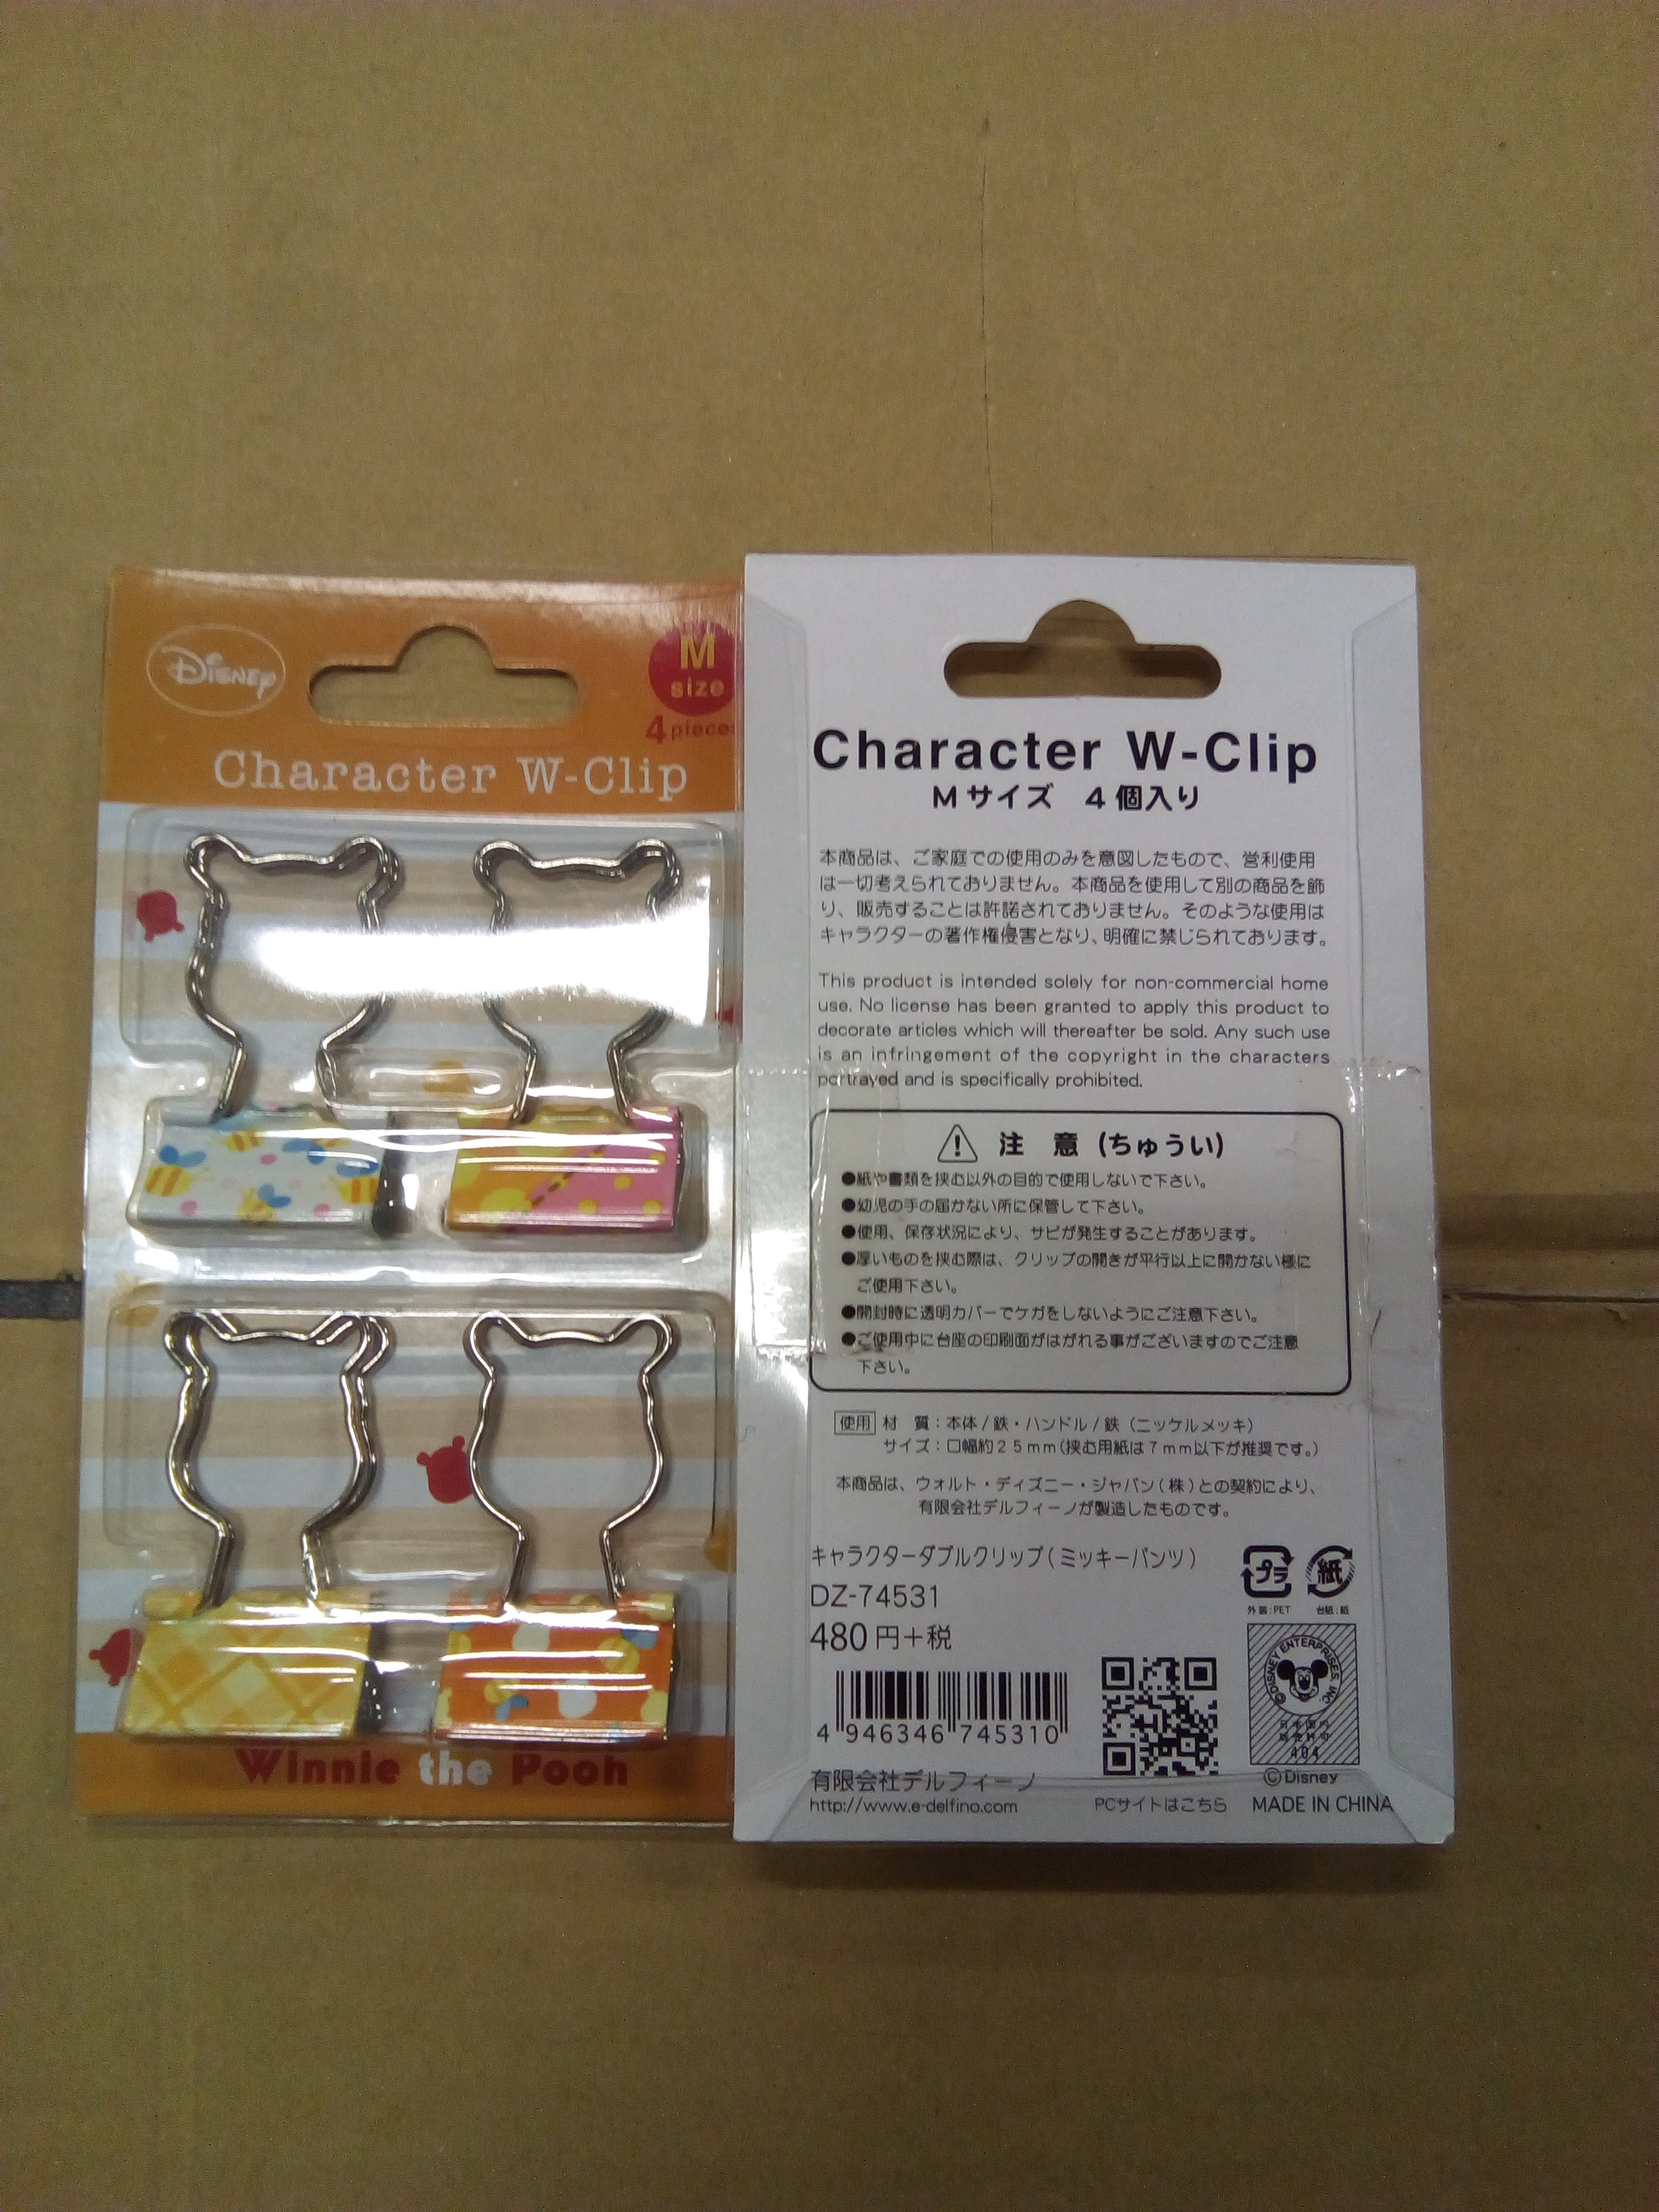 Disney
M
size
4 pieces
Character W-Clip
Winnie the Pooh
Character W-Clip
Mサイズ 4個入り
本商品は、ご家庭での使用のみを意図したもので、営利使用
は一切考えられておりません。本商品を使用して別の商品を飾
り、販売することは許諾されておりません。そのような使用は
キャラクターの著作権侵害となり、明確に禁じられております。
This product is intended solely for non-commercial home
use. No license has been granted to apply this product to
decorate articles which will thereafter be sold. Any such use
is an infringement of the copyright in the characters
portrayed and is specifically prohibited.
注 意 (ちゅうい)
●紙や書類を挟む以外の目的で使用しないで下さい。
●幼児の手の届かない所に保管して下さい。
●使用、保存状況により、サビが発生することがあります。
●厚いものを挟む際は、クリップの開きが平行以上に開かない様に
ご使用下さい。
●開封時に透明カバーでケガをしないようにご注意下さい。
●ご使用中に台座の印刷面がはがれる事がございますのでご注意
下さい。
使用 材 質:本体/鉄・ハンドル/鉄(ニッケルメッキ)
サイズ:口幅約25mm(挟む用紙は7mm以下が推奨です。)
本商品は、ウォルト・ディズニー・ジャパン(株)との契約により、
有限会社デルフィーノが製造したものです。
キャラクターダブルクリップ(ミッキーパンツ)
DZ-74531
480円+税
プラ
紙
外装:PET
台紙:紙
4 946346 745310
©DISNEY ENTERPRISES, INC.
日本国内
販売許可
404
©Disney
有限会社デルフィーノ
http://www.e-delfino.com
PCサイトはこちら
MADE IN CHINA